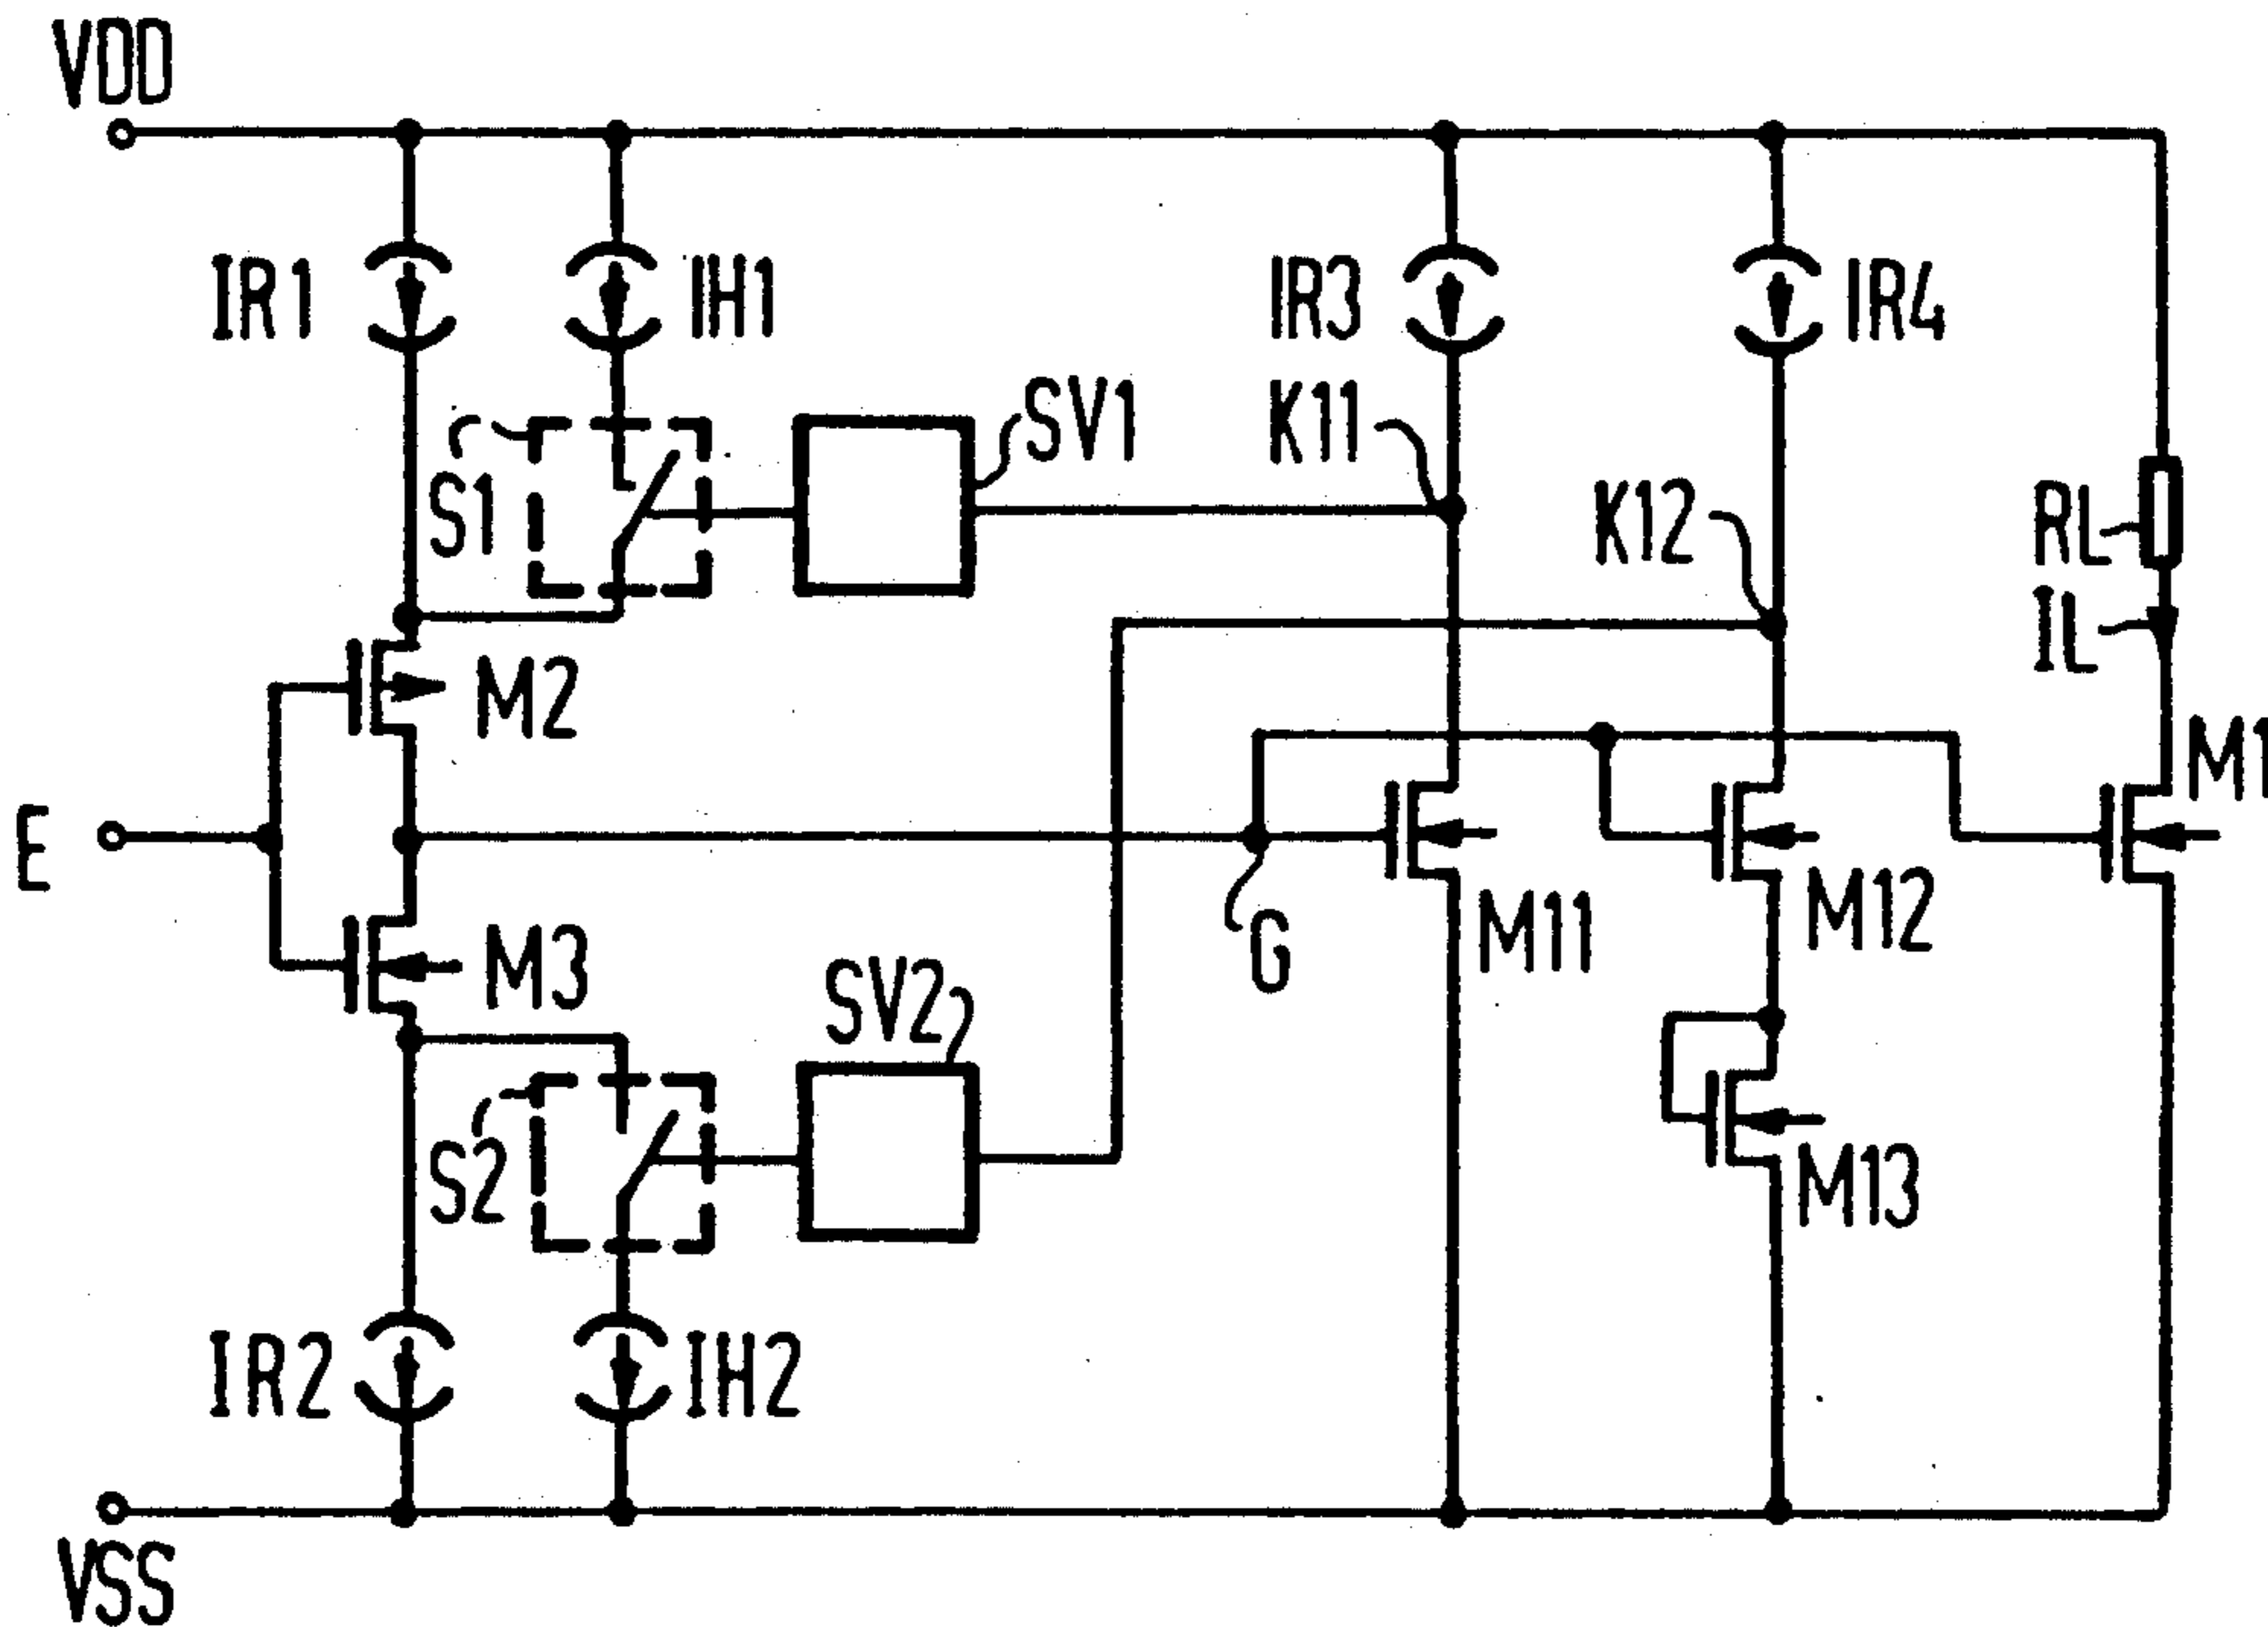 VDD
IR1
IH1
IR3
IR4
SV1
K11
S1
K12
RL
IL
M2
M1
E
M3
M11
M12
G
SV2
S2
M13
IR2
IH2
VSS